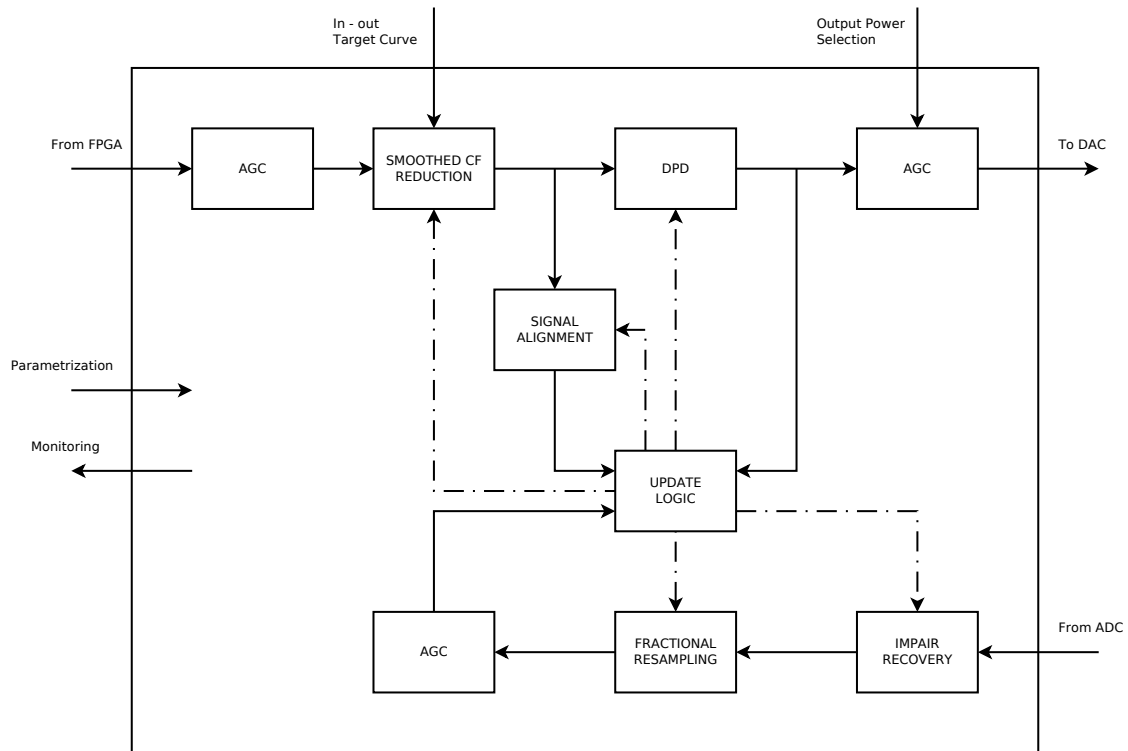 In - out
Target Curve
Output Power
Selection
From FPGA
AGC
SMOOTHED CF
REDUCTION
DPD
AGC
To DAC
SIGNAL
ALIGNMENT
Parametrization
Monitoring
UPDATE
LOGIC
AGC
FRACTIONAL
RESAMPLING
IMPAIR
RECOVERY
From ADC